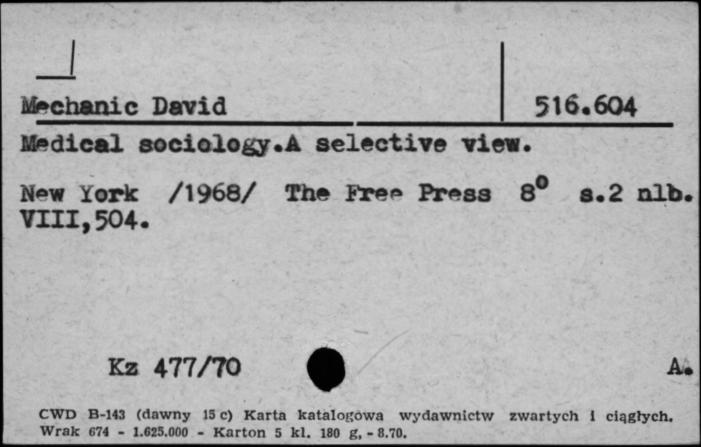 Mechanic David 516.604
Medical sociology.A selective view.
New York /1968/ The Free Press 8° s.2 nlb.
VIII,504.
Kz 477/70 A.
CWD B-143 (dawny 15 c) Karta katalogowa wydawnictw zwartych i ciągłych.
Wrak 674 - 1.625.000 - Karton 5 kl. 180 g, - 8.70.